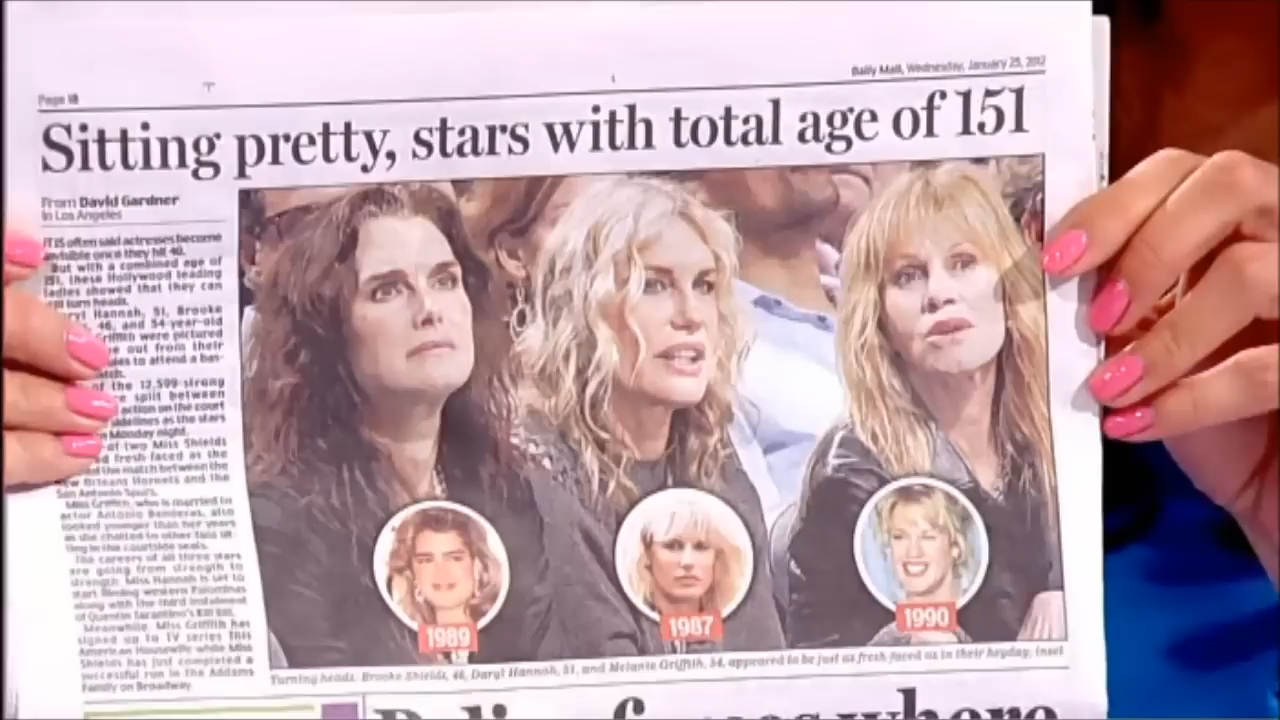 Page 18
Daily Mail, Wednesday, January 25, 2012
Sitting pretty, stars with total age of 151
From David Gardner
in Los Angeles
IT IS often said actresses become
invisible once they hit 40.
But with a combined age of
151, these Hollywood leading
ladies showed that they can
still turn heads.
Hannah, 51, Brooke
46, and 54-year-old
Griffith were pictured
out from their
to attend a bas-
of the 12,599-strong
split between
action on the court
sidelines as the stars
Monday night.
at two Miss Shields
fresh-faced as she
the match between the
New Orleans Hornets and the
San Antonio Spurs.
Miss Griffith, who is married to
actor Antonio Banderas, also
looked younger than her years
as she chatted to other fans sit-
ting in the courtside seats.
The careers of all three stars
are going from strength to
strength. Miss Hannah is set to
start filming western Palominas
along with the third instalment
of Quentin Tarantino's Kill Bill.
Meanwhile, Miss Griffith has
signed up to TV series This
American Housewife while Miss
Shields has just completed a
successful run in the Addams
Family on Broadway.
1989
1987
1990
Turning heads: Brooke Shields, 46, Daryl Hannah, 51, and Melanie Griffith, 54, appeared to be just as fresh-faced as in their heyday, inset